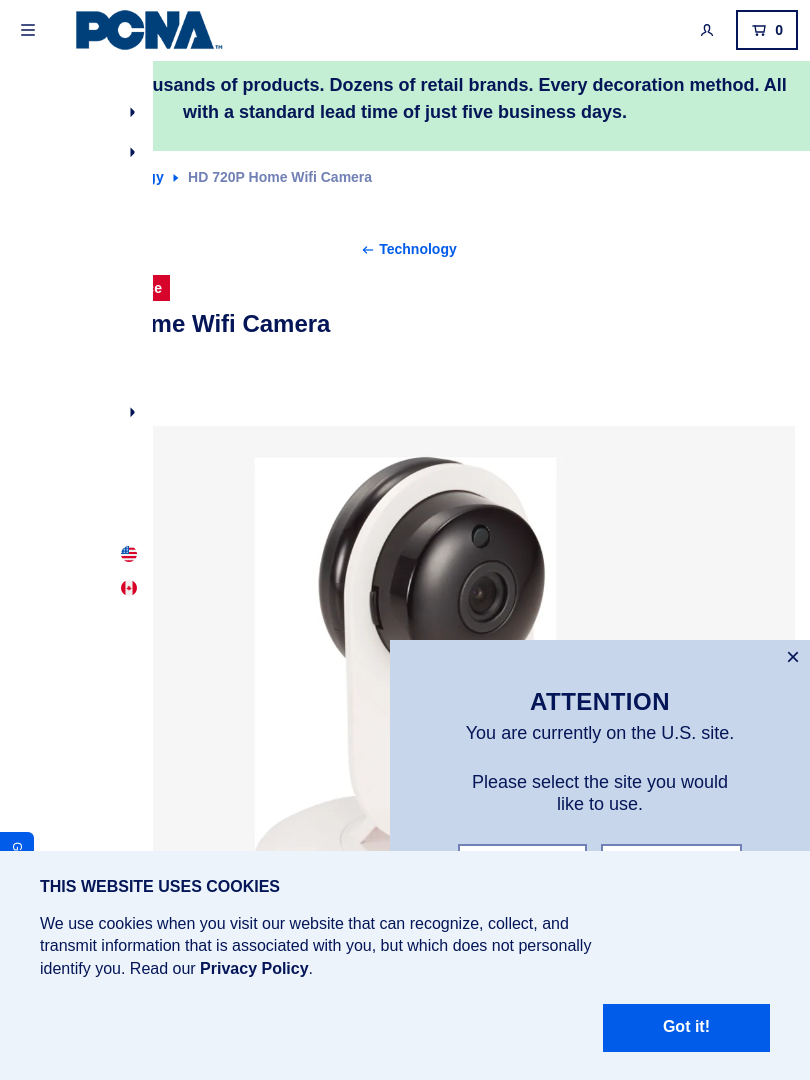 PCNA™
0
usands of products. Dozens of retail brands. Every decoration method. All
with a standard lead time of just five business days.
gy HD 720P Home Wifi Camera
Technology
e
me Wifi Camera
ATTENTION
You are currently on the U.S. site.
Please select the site you would
like to use.
G
THIS WEBSITE USES COOKIES
We use cookies when you visit our website that can recognize, collect, and
transmit information that is associated with you, but which does not personally
identify you. Read our Privacy Policy.
Got it!